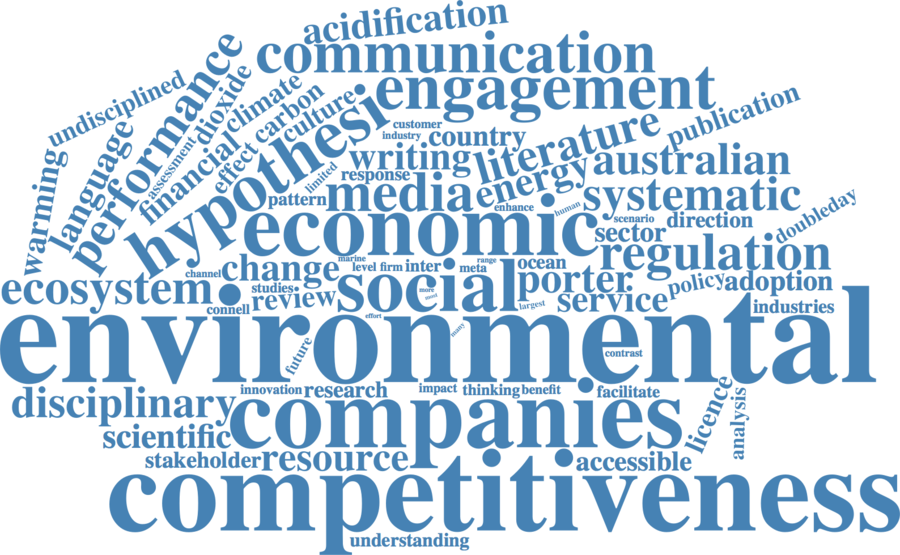 acidification
communication
undisciplined
performance
dioxide
climate
engagement
carbon
culture
publication
language
assessment
financial
effect
hypothesi
customer
industry
country
literature
warming
writing
australian
response
limited
energy
pattern
media
systematic
enhance
human
doubleday
economic
scenario
direction
sector
regulation
marine
channel
change
level
firm
inter
meta
range
ocean
ecosystem
studies
review
social
more
most
porter
policy
adoption
connell
largest
service
industries
environmental
effort
many
future
contrast
disciplinary
innovation
research
impact
thinking
benefit
facilitate
licence
analysis
companies
scientific
stakeholder
resource
accessible
competitiveness
understanding